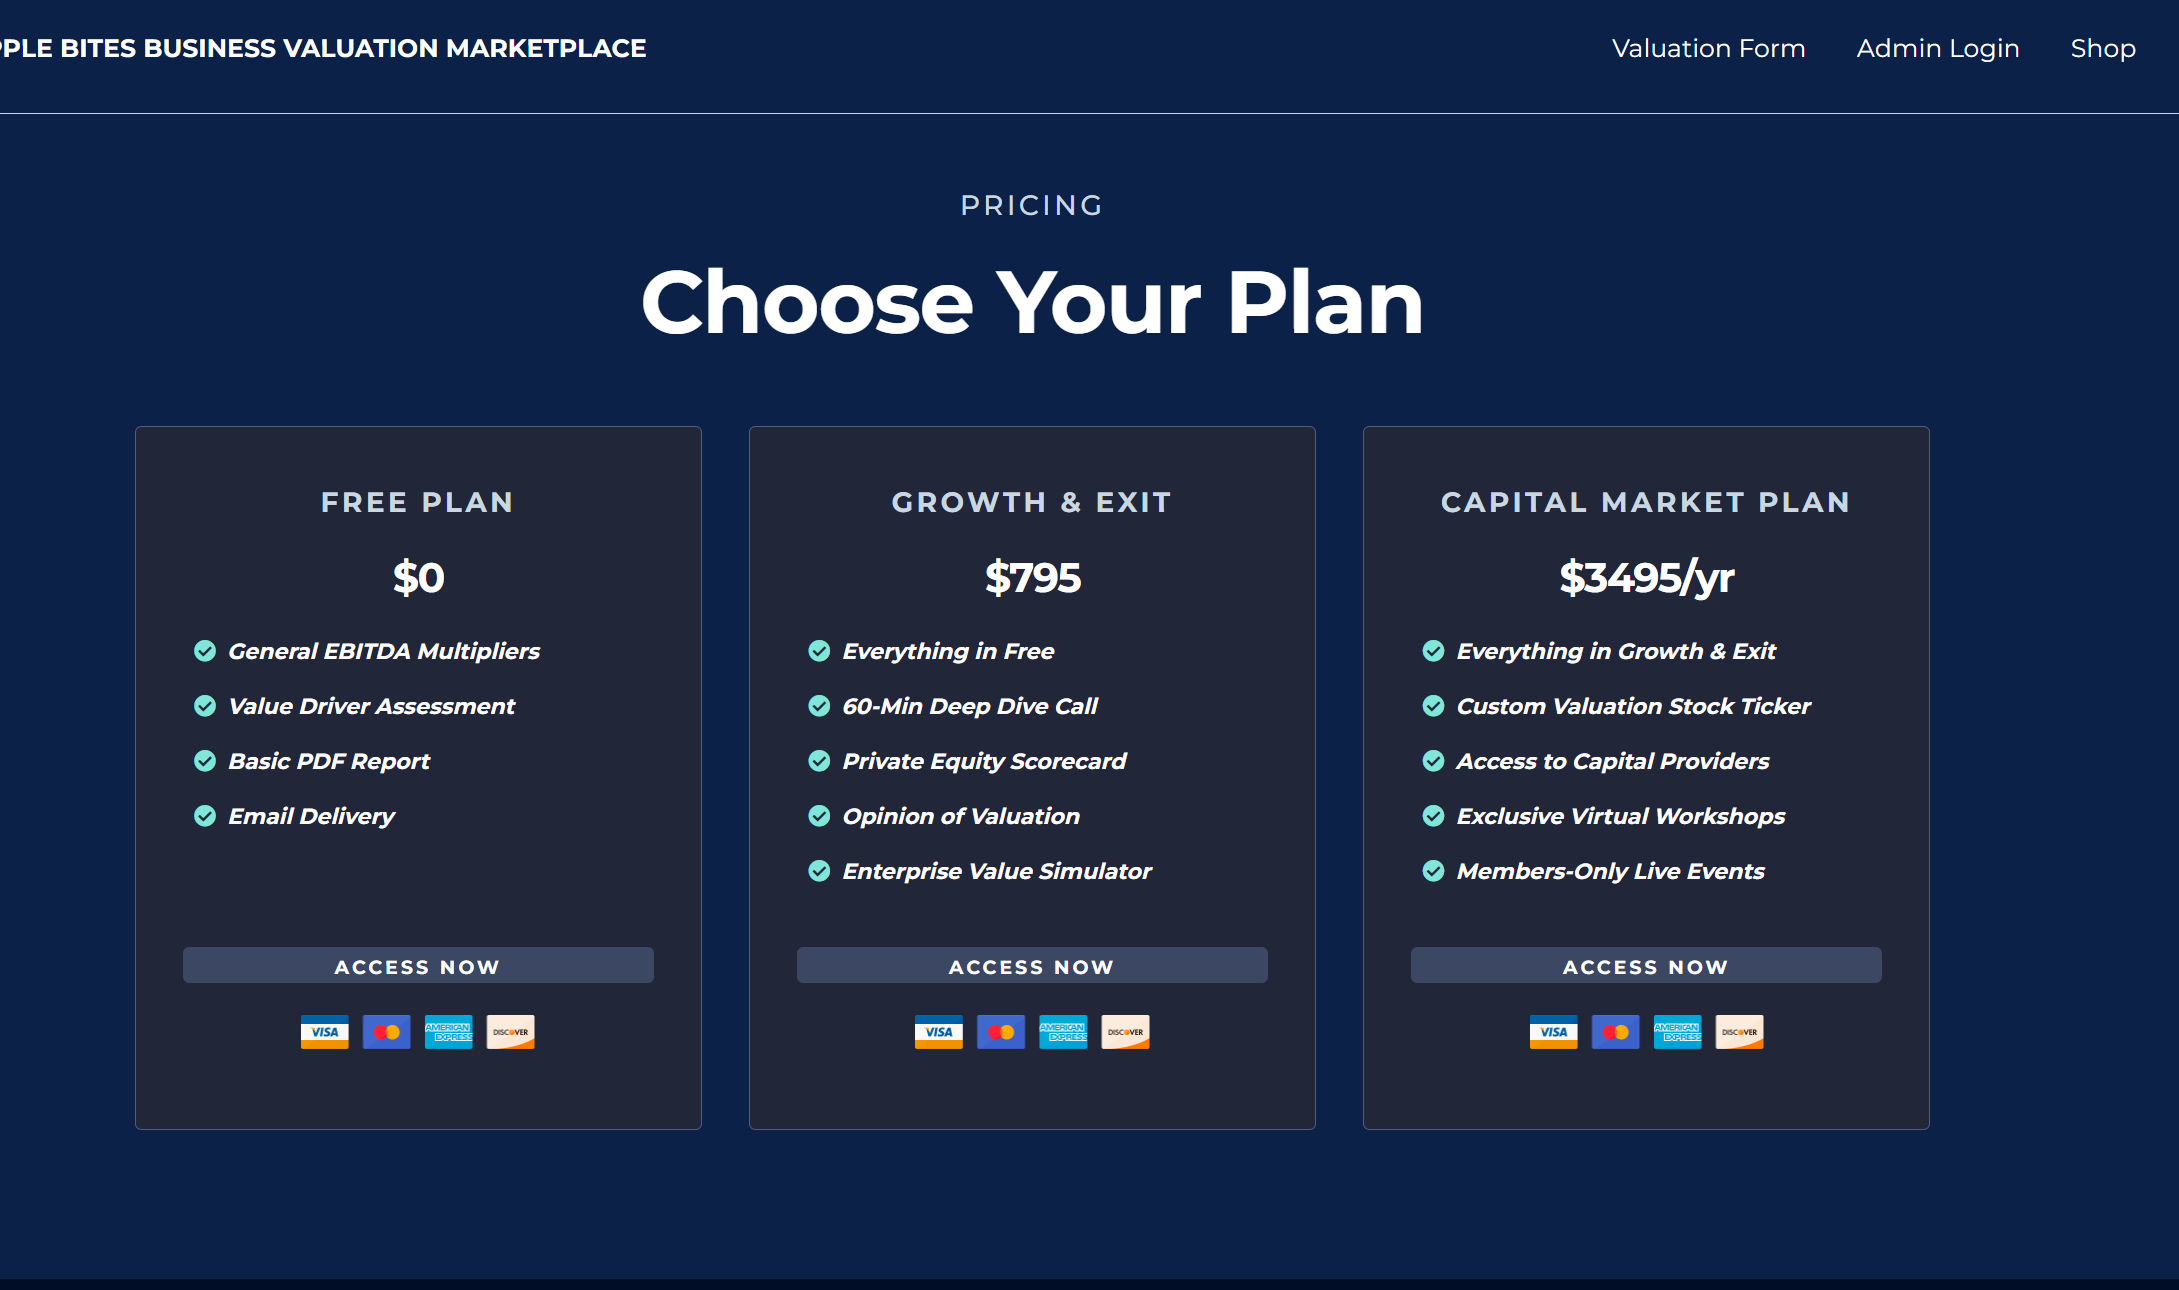 PPLE BITES BUSINESS VALUATION MARKETPLACE
Valuation Form
Admin Login
Shop
PRICING
Choose Your Plan
FREE PLAN
$0
General EBITDA Multipliers
Value Driver Assessment
Basic PDF Report
Email Delivery
ACCESS NOW
VISA
AMERICAN
EXPRESS
DISCOVER
GROWTH & EXIT
$795
Everything in Free
60-Min Deep Dive Call
Private Equity Scorecard
Opinion of Valuation
Enterprise Value Simulator
ACCESS NOW
VISA
AMERICAN
EXPRESS
DISCOVER
CAPITAL MARKET PLAN
$3495/yr
Everything in Growth & Exit
Custom Valuation Stock Ticker
Access to Capital Providers
Exclusive Virtual Workshops
Members-Only Live Events
ACCESS NOW
VISA
AMERICAN
EXPRESS
DISCOVER